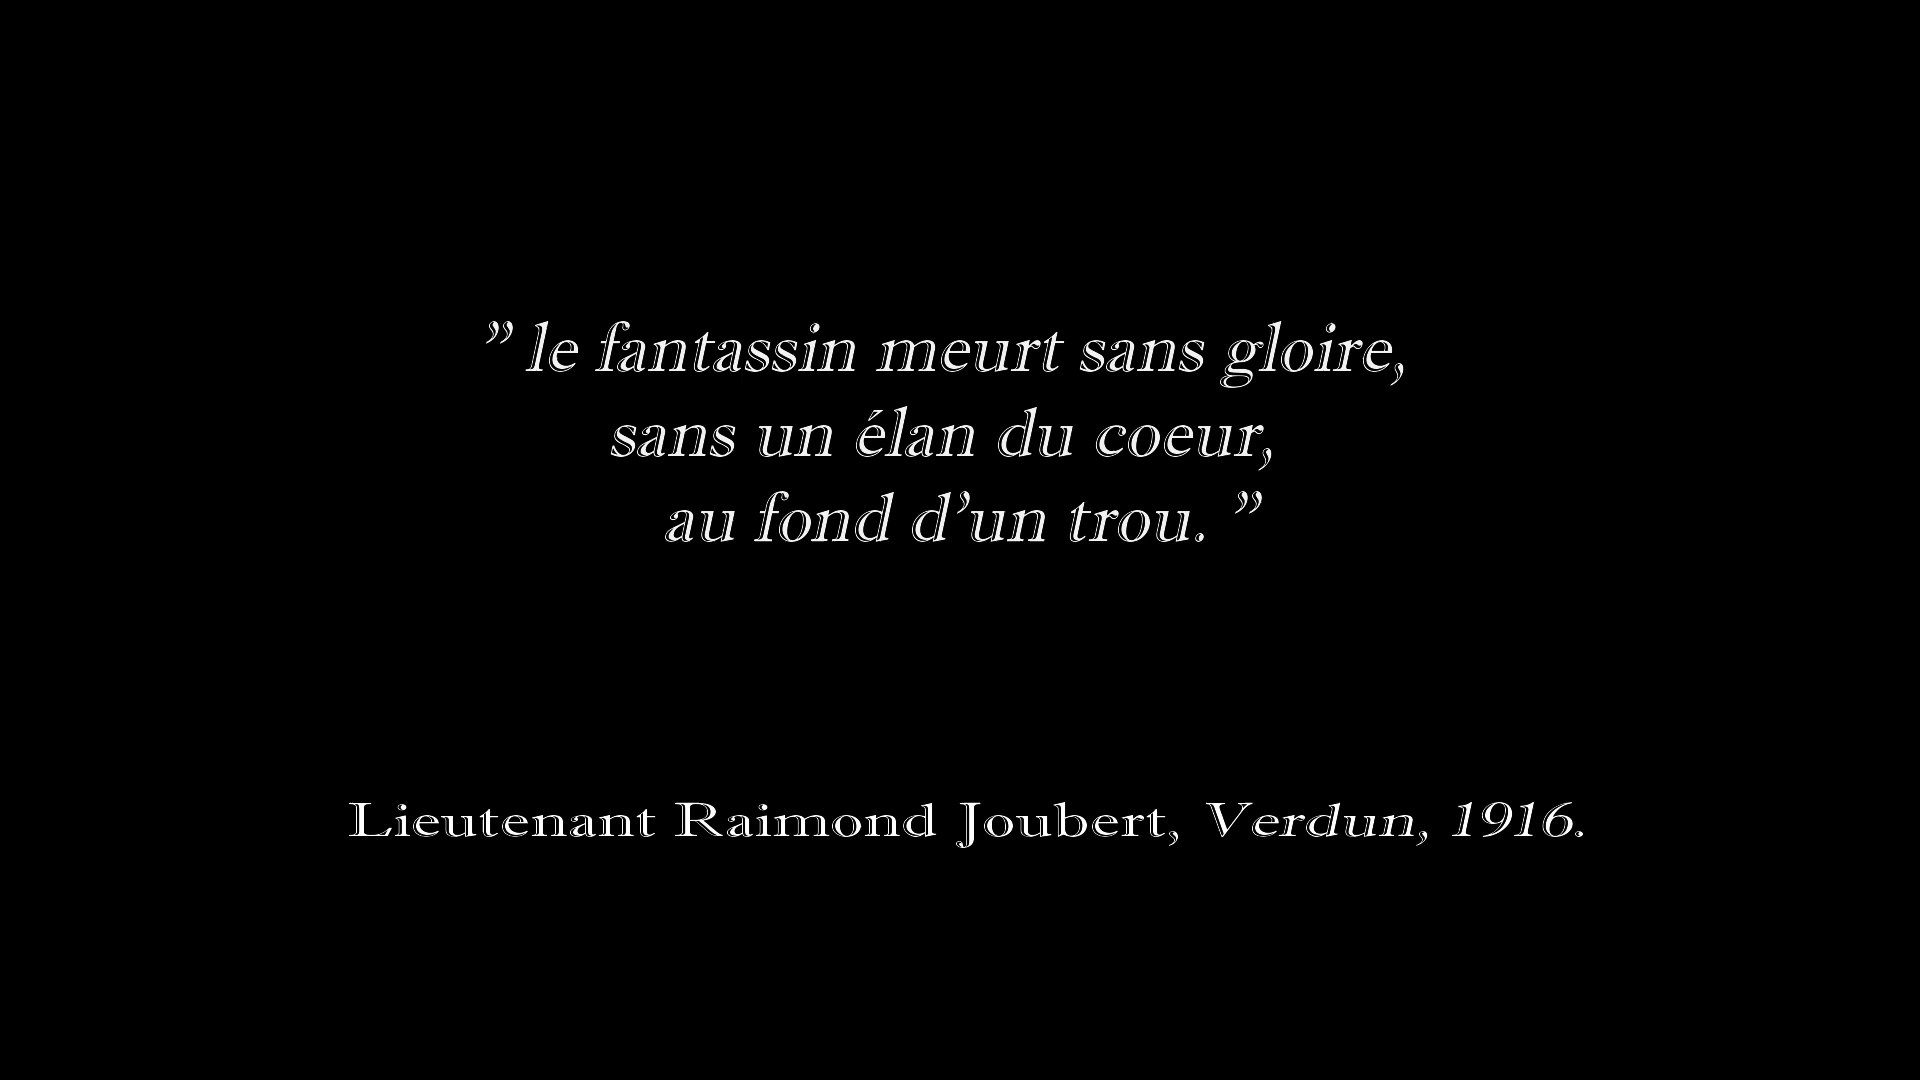 ” le fantassin meurt sans gloire,
sans un élan du coeur,
au fond d’un trou. ”
Lieutenant Raimond Joubert, Verdun, 1916.